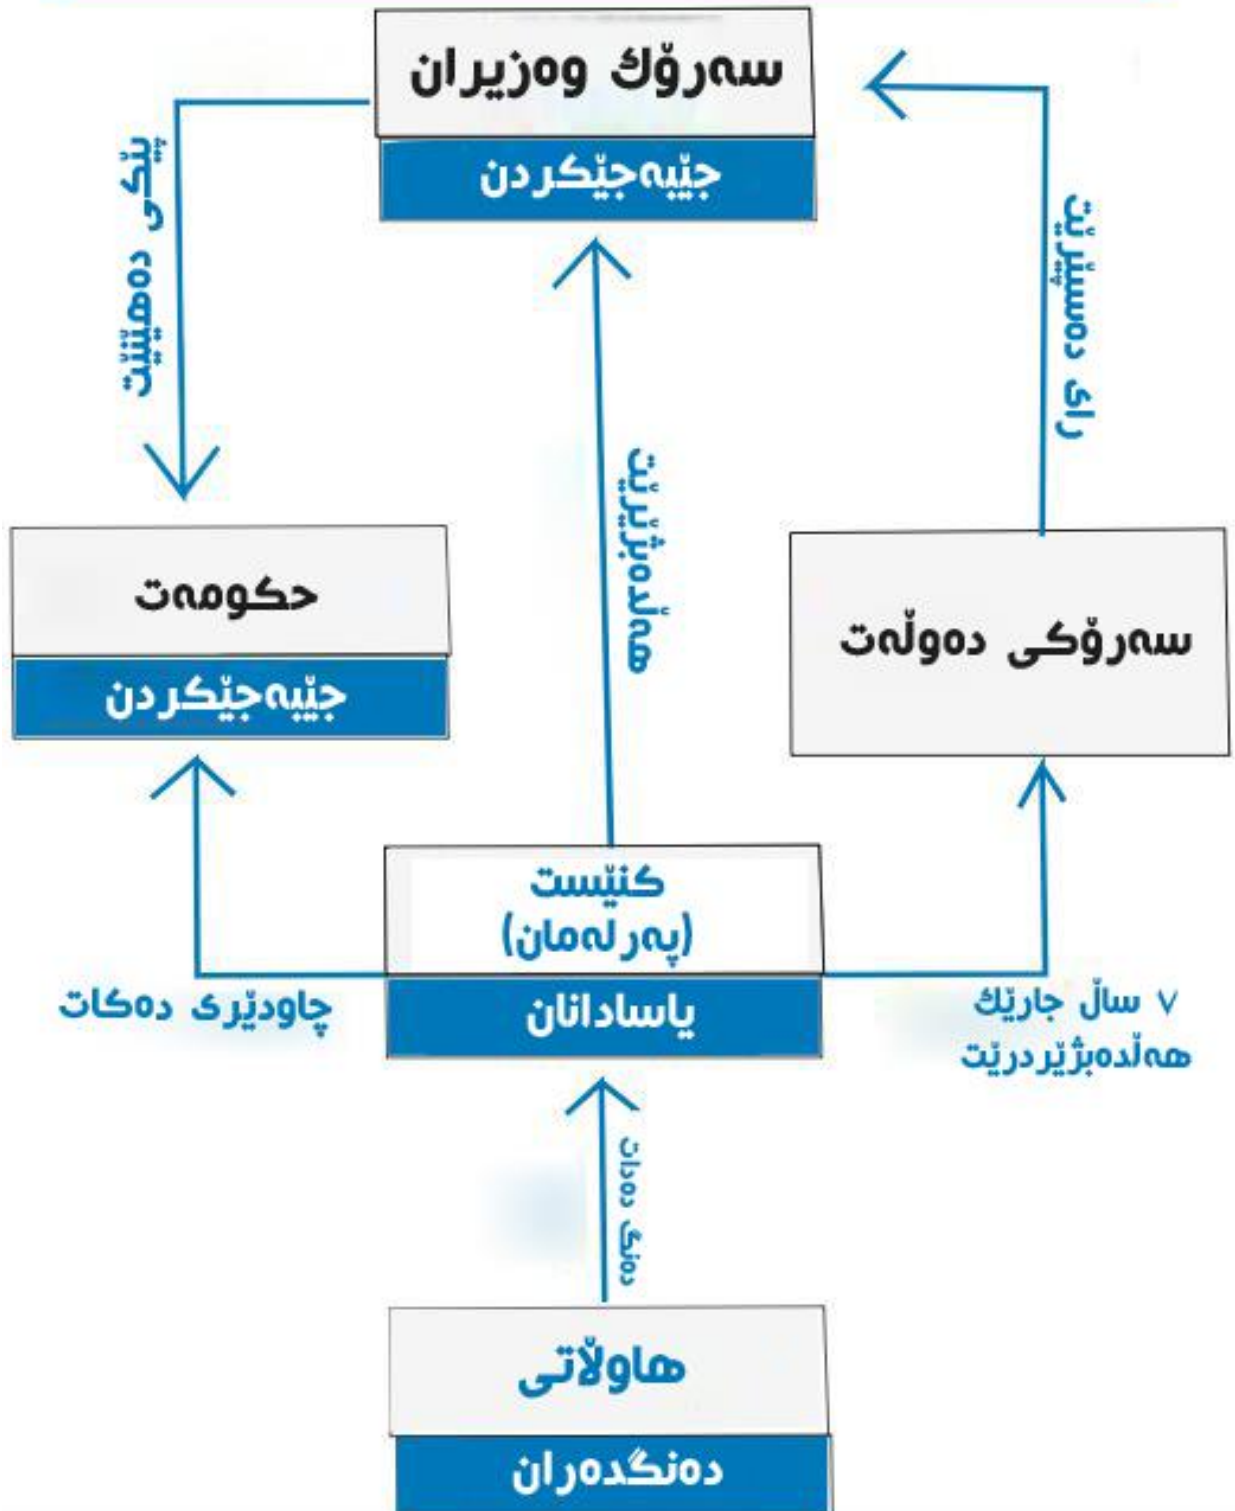 سەرۆك وەزیران
جێبەجێکردن
پێکی دەهێنێت
ڕای دەسپێرێت
هەڵدەبژێرێت
حکومەت
جێبەجێکردن
سەرۆکی دەوڵەت
کنێست
(پەرلەمان)
یاسادانان
چاودێری دەکات
٧ ساڵ جارێك
هەڵدەبژێردرێت
دەنگ دەدات
هاوڵاتی
دەنگدەران